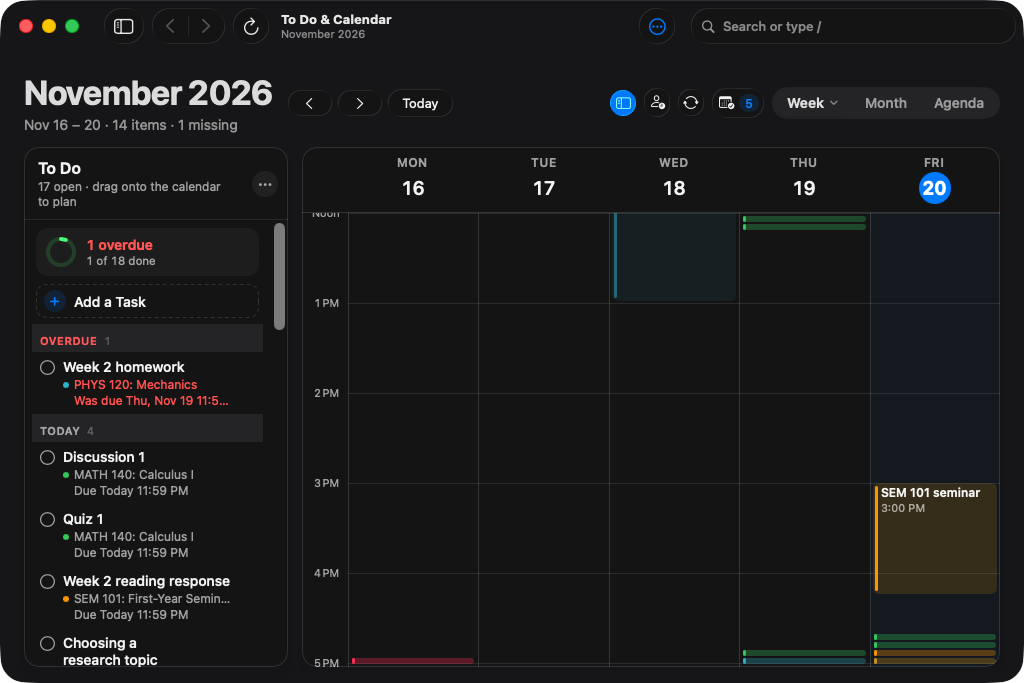 To Do & Calendar
November 2026
Search or type /
November 2026
Nov 16 – 20 · 14 items · 1 missing
Today
5
Week
Month
Agenda
To Do
17 open · drag onto the calendar
to plan
1 overdue
1 of 18 done
Add a Task
OVERDUE 1
Week 2 homework
PHYS 120: Mechanics
Was due Thu, Nov 19 11:5...
TODAY 4
Discussion 1
MATH 140: Calculus I
Due Today 11:59 PM
Quiz 1
MATH 140: Calculus I
Due Today 11:59 PM
Week 2 reading response
SEM 101: First-Year Semin...
Due Today 11:59 PM
Choosing a
research topic
MON
16
TUE
17
WED
18
THU
19
FRI
20
Noon
1 PM
2 PM
3 PM
SEM 101 seminar
3:00 PM
4 PM
5 PM